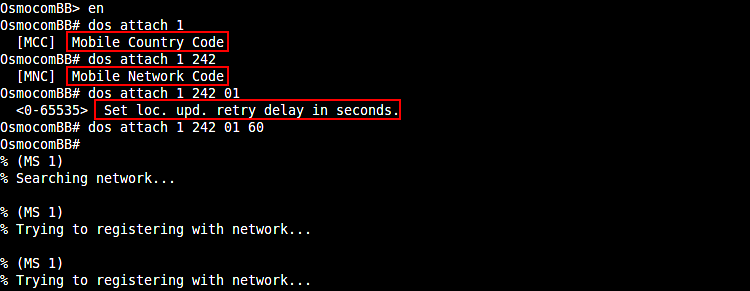 OsmocomBB> en
OsmocomBB# dos attach 1
[MCC] Mobile Country Code
OsmocomBB# dos attach 1 242
[MNC] Mobile Network Code
OsmocomBB# dos attach 1 242 01
<0-65535> Set loc. upd. retry delay in seconds.
OsmocomBB# dos attach 1 242 01 60
OsmocomBB#
% (MS 1)
% Searching network...
% (MS 1)
% Trying to registering with network...
% (MS 1)
% Trying to registering with network...